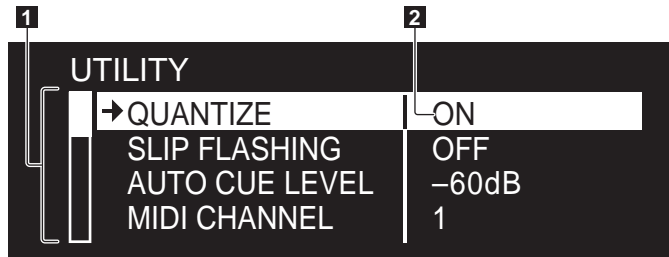 1 2
UTILITY
QUANTIZE ON
SLIP FLASHING OFF
AUTO CUE LEVEL –60dB
MIDI CHANNEL 1